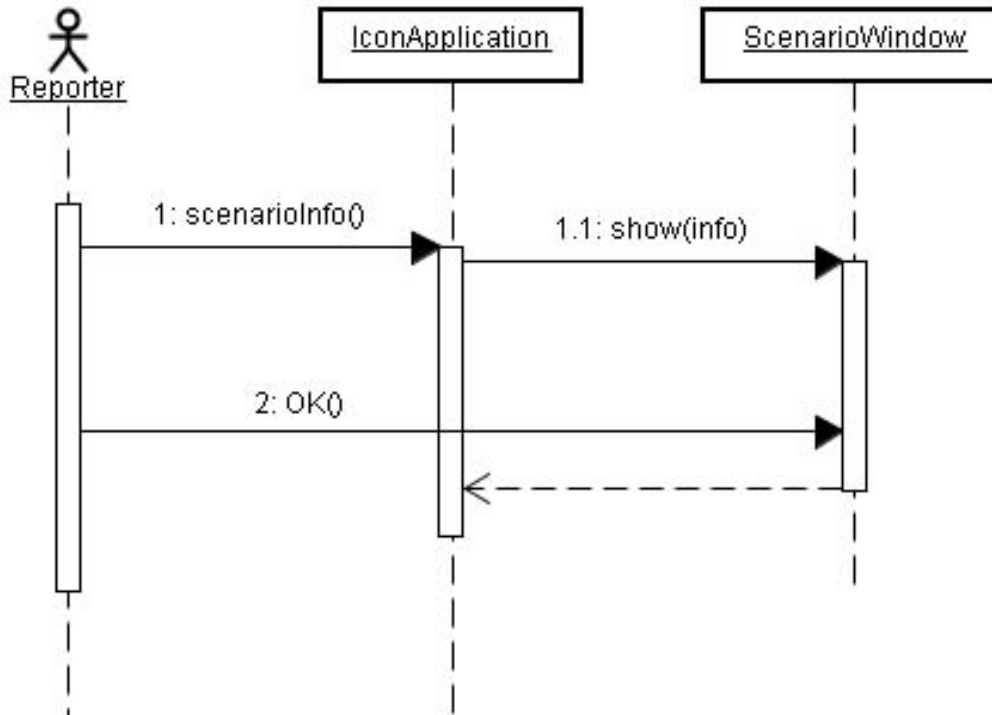 IconApplication
ScenarioWindow
Reporter
1: scenarioInfo()
1.1: show(info)
2: OK()